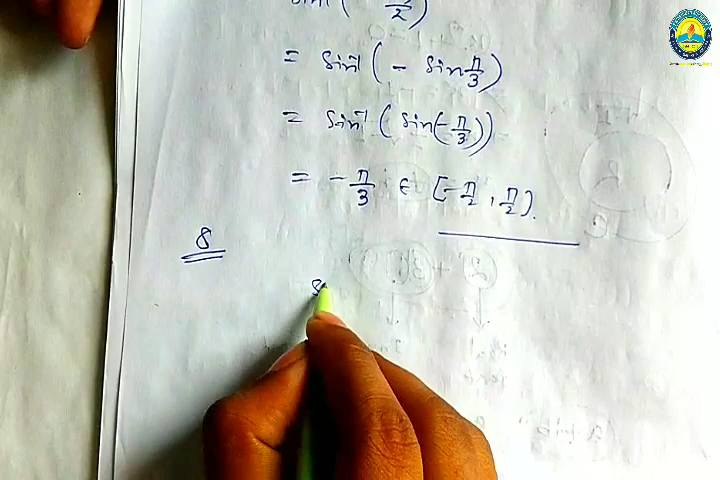 = sin⁻¹ ( - sin π/3 )
= sin⁻¹ ( sin(-π/3) )
= -π/3 ∈ [-π/2, π/2].
8